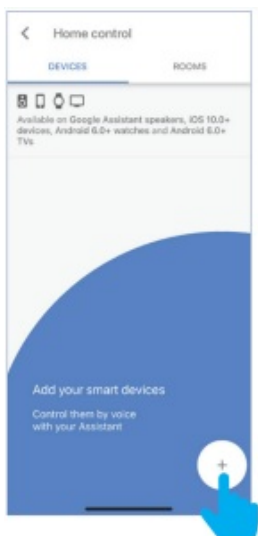 Home control
DEVICES ROOMS
Available on Google Assistant speakers, iOS 10.0+
devices, Android 6.0+ watches and Android 6.0+
TVs
Add your smart devices
Control them by voice
with your Assistant
+